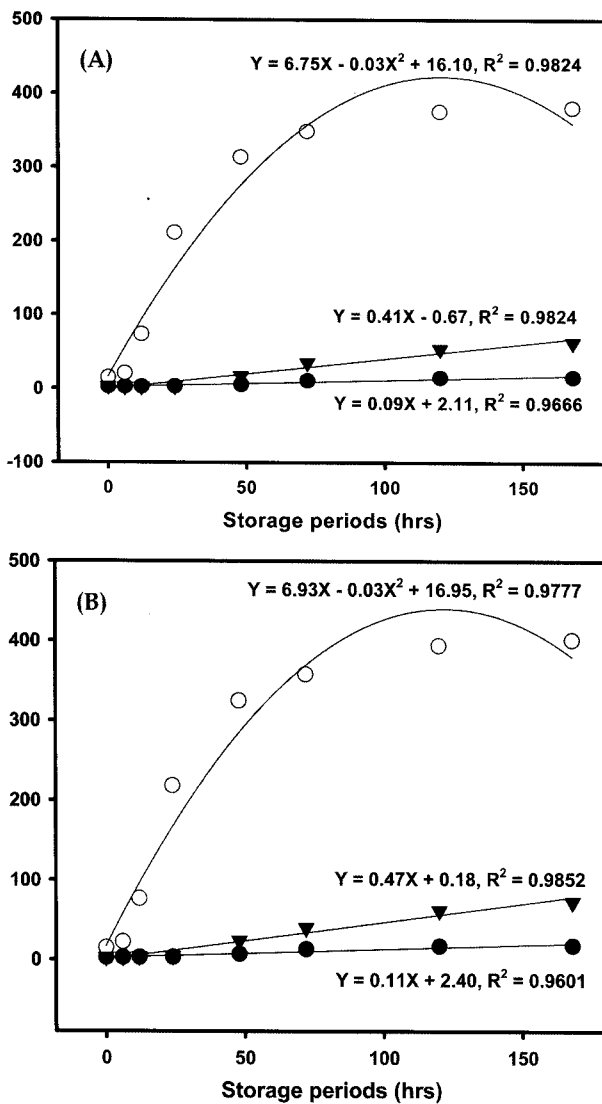 500
(A)
Y = 6.75X - 0.03X² + 16.10, R² = 0.9824
400
300
200
100
Y = 0.41X - 0.67, R² = 0.9824
0
Y = 0.09X + 2.11, R² = 0.9666
-100
0 50 100 150
Storage periods (hrs)
500
(B)
Y = 6.93X - 0.03X² + 16.95, R² = 0.9777
400
300
200
100
Y = 0.47X + 0.18, R² = 0.9852
0
Y = 0.11X + 2.40, R² = 0.9601
0 50 100 150
Storage periods (hrs)